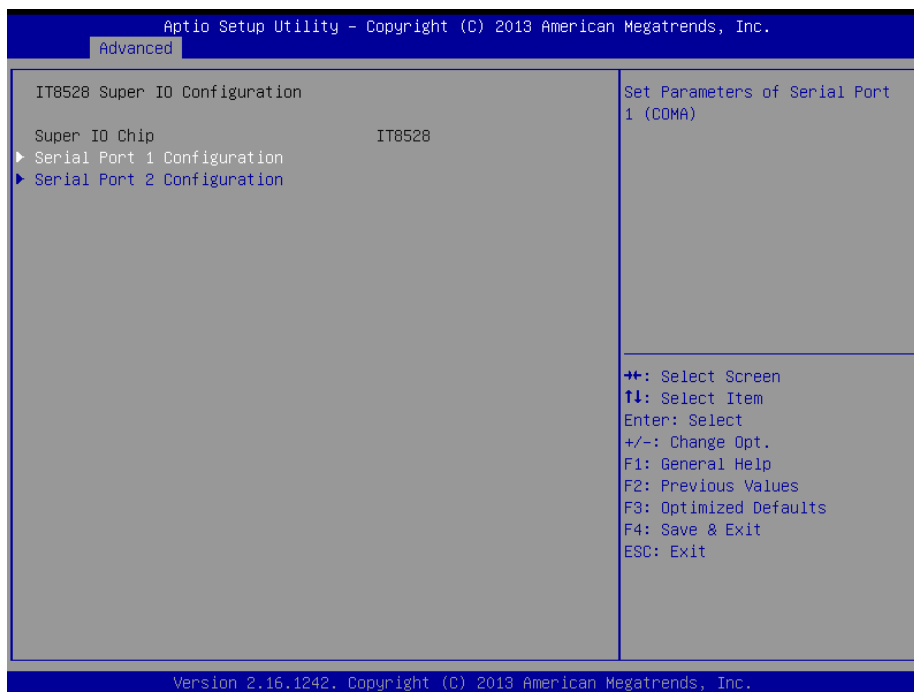 Aptio Setup Utility – Copyright (C) 2013 American Megatrends, Inc.
Advanced
IT8528 Super IO Configuration
Super IO Chip IT8528
Serial Port 1 Configuration
Serial Port 2 Configuration
Set Parameters of Serial Port
1 (COMA)
→←: Select Screen
↑↓: Select Item
Enter: Select
+/-: Change Opt.
F1: General Help
F2: Previous Values
F3: Optimized Defaults
F4: Save & Exit
ESC: Exit
Version 2.16.1242. Copyright (C) 2013 American Megatrends, Inc.